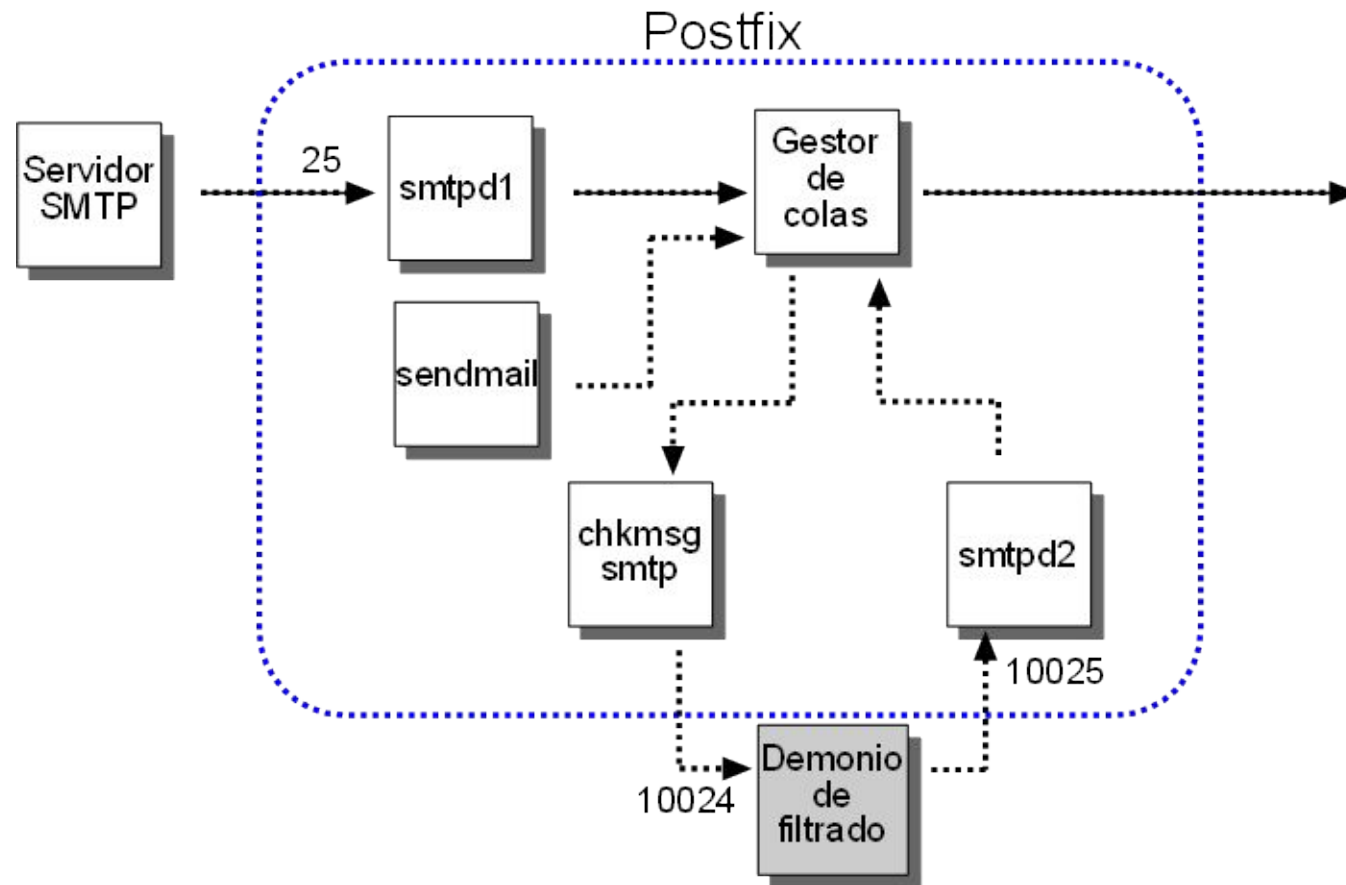 Postfix
Servidor
SMTP
25
smtpd1
Gestor
de
colas
sendmail
chkmsg
smtp
smtpd2
10025
10024
Demonio
de
filtrado